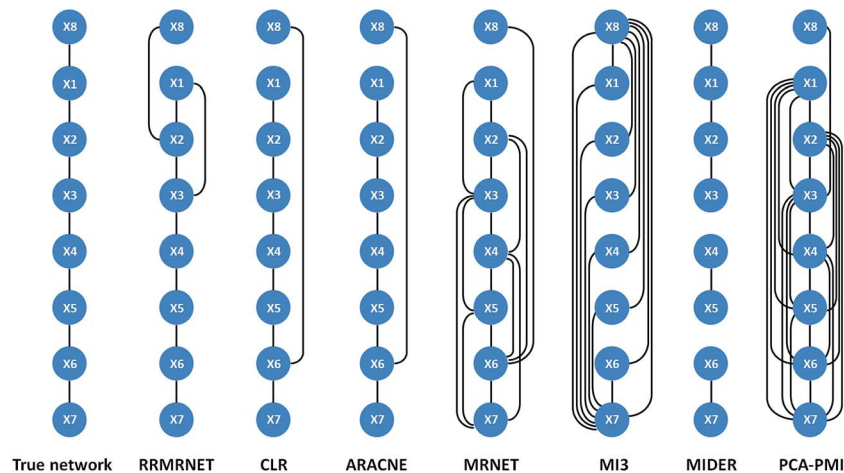 X8 X8 X8 X8 X8 X8 X8 X8
X1 X1 X1 X1 X1 X1 X1 X1
X2 X2 X2 X2 X2 X2 X2 X2
X3 X3 X3 X3 X3 X3 X3 X3
X4 X4 X4 X4 X4 X4 X4 X4
X5 X5 X5 X5 X5 X5 X5 X5
X6 X6 X6 X6 X6 X6 X6 X6
X7 X7 X7 X7 X7 X7 X7 X7
True network RRMRNET CLR ARACNE MRNET MI3 MIDER PCA-PMI